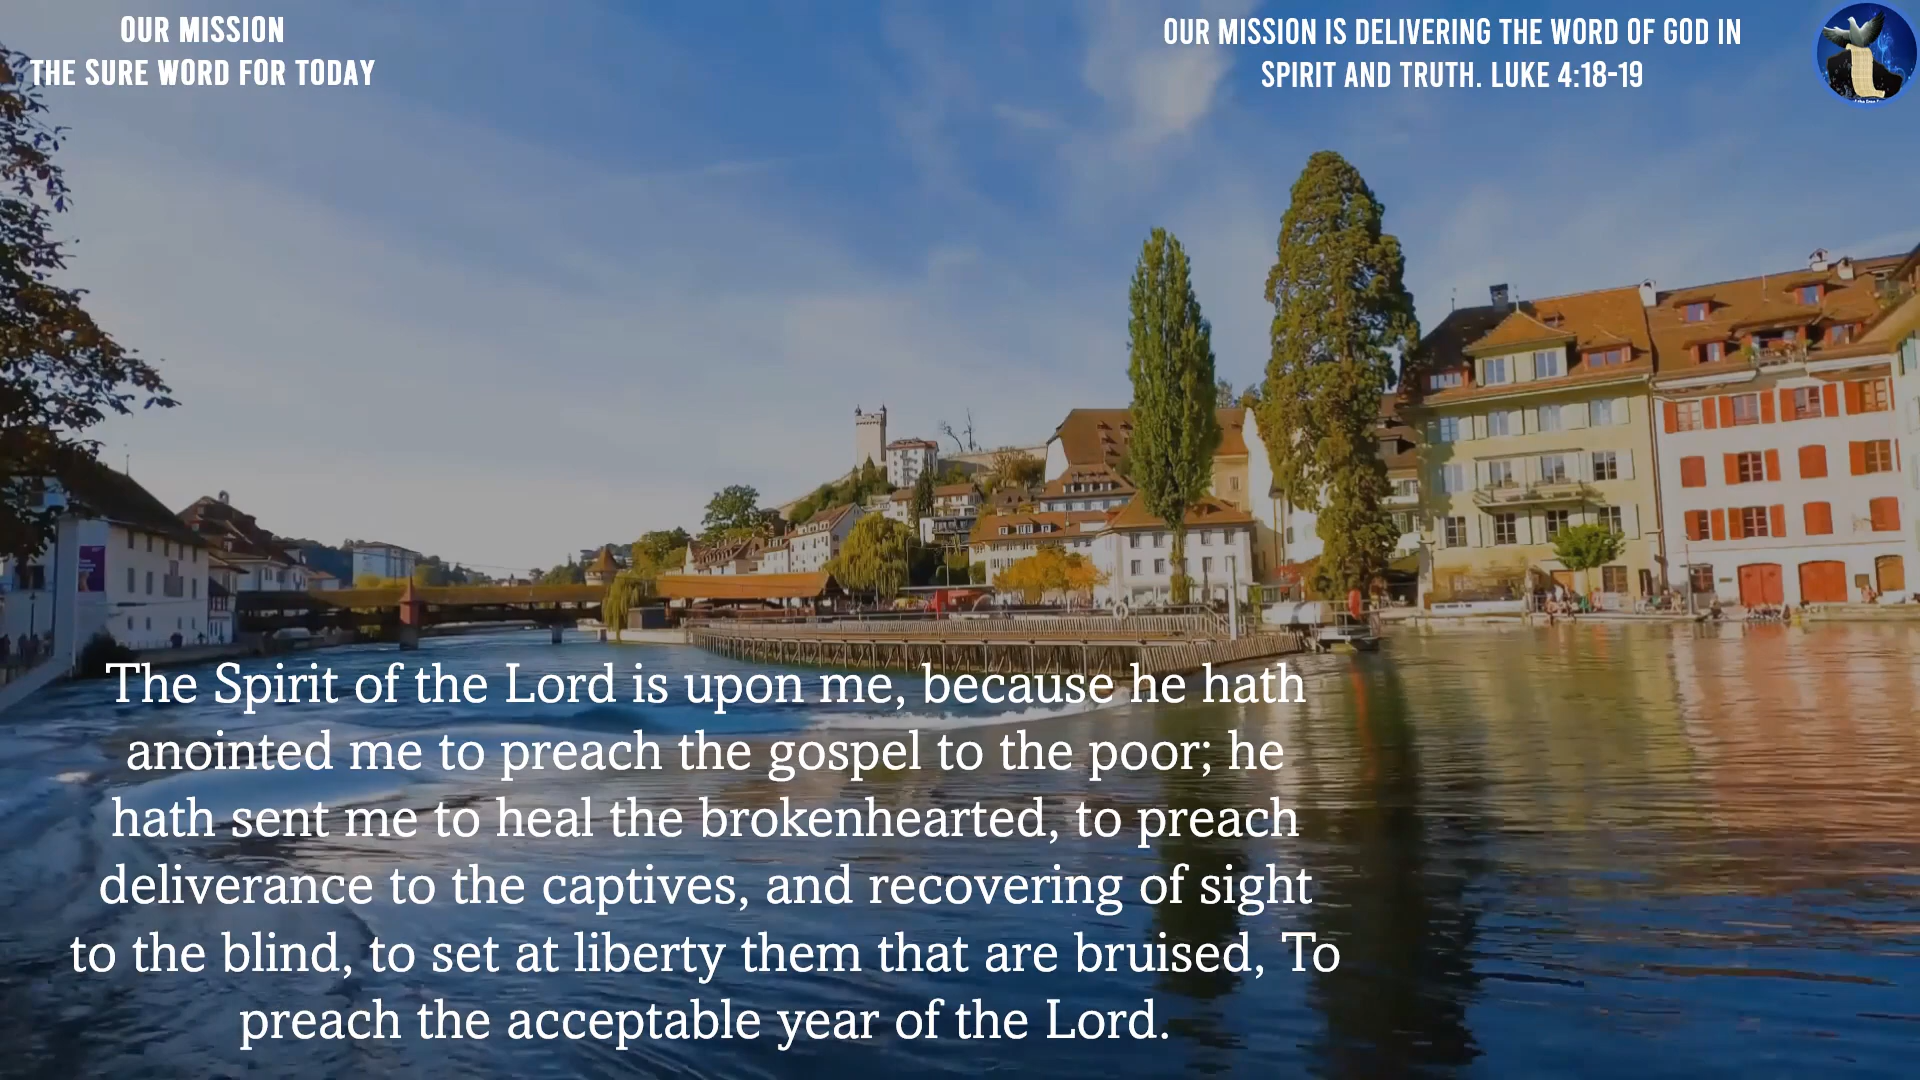 OUR MISSION
THE SURE WORD FOR TODAY
OUR MISSION IS DELIVERING THE WORD OF GOD IN
SPIRIT AND TRUTH. LUKE 4:18-19
The Spirit of the Lord is upon me, because he hath
anointed me to preach the gospel to the poor; he
hath sent me to heal the brokenhearted, to preach
deliverance to the captives, and recovering of sight
to the blind, to set at liberty them that are bruised, To
preach the acceptable year of the Lord.